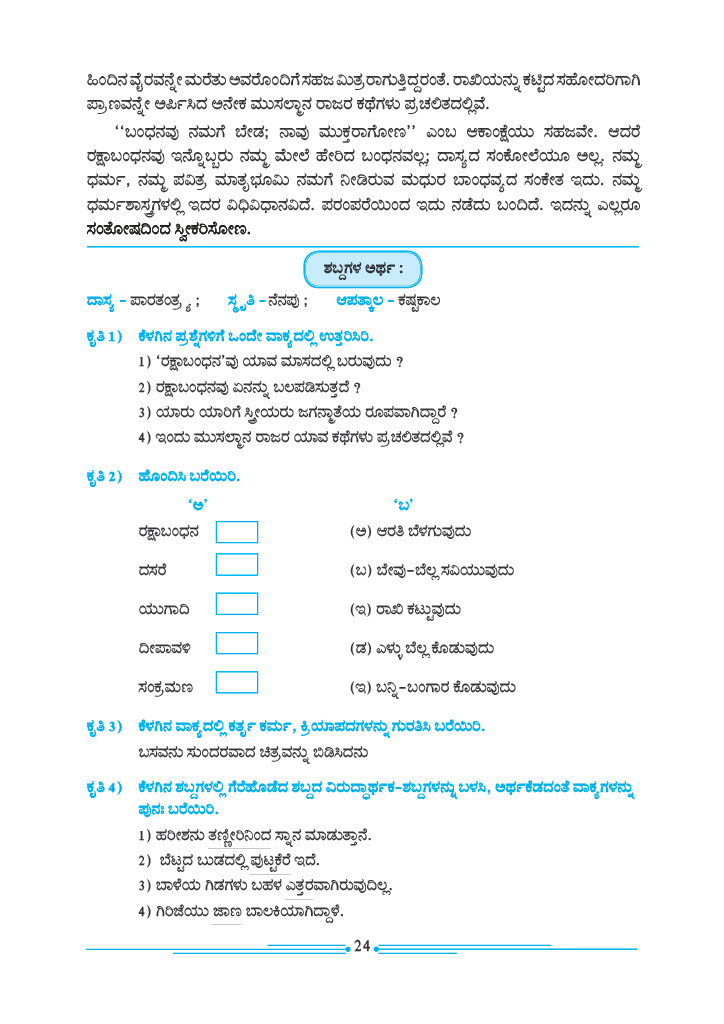 ಹಿಂದಿನ ವೈರವನ್ನೇ ಮರೆತು ಅವರೊಂದಿಗೆ ಸಹಜ ಮಿತ್ರರಾಗುತ್ತಿದ್ದರಂತೆ. ರಾಖಿಯನ್ನು ಕಟ್ಟಿದ ಸಹೋದರಿಗಾಗಿ
ಪ್ರಾಣವನ್ನೇ ಅರ್ಪಿಸಿದ ಅನೇಕ ಮುಸಲ್ಮಾನ ರಾಜರ ಕಥೆಗಳು ಪ್ರಚಲಿತದಲ್ಲಿವೆ.
‘‘ಬಂಧನವು ನಮಗೆ ಬೇಡ; ನಾವು ಮುಕ್ತರಾಗೋಣ’’ ಎಂಬ ಆಕಾಂಕ್ಷೆಯು ಸಹಜವೇ. ಆದರೆ
ರಕ್ಷಾಬಂಧನವು ಇನ್ನೊಬ್ಬರು ನಮ್ಮ ಮೇಲೆ ಹೇರಿದ ಬಂಧನವಲ್ಲ; ದಾಸ್ಯದ ಸಂಕೋಲೆಯೂ ಅಲ್ಲ. ನಮ್ಮ
ಧರ್ಮ, ನಮ್ಮ ಪವಿತ್ರ ಮಾತೃಭೂಮಿ ನಮಗೆ ನೀಡಿರುವ ಮಧುರ ಬಾಂಧವ್ಯದ ಸಂಕೇತ ಇದು. ನಮ್ಮ
ಧರ್ಮಶಾಸ್ತ್ರಗಳಲ್ಲಿ ಇದರ ವಿಧಿವಿಧಾನವಿದೆ. ಪರಂಪರೆಯಿಂದ ಇದು ನಡೆದು ಬಂದಿದೆ. ಇದನ್ನು ಎಲ್ಲರೂ
ಸಂತೋಷದಿಂದ ಸ್ವೀಕರಿಸೋಣ.
ಶಬ್ದಗಳ ಅರ್ಥ :
ದಾಸ್ಯ – ಪಾರತಂತ್ರ್ಯ ; ಸ್ಮೃತಿ – ನೆನಪು ; ಆಪತ್ಕಾಲ – ಕಷ್ಟಕಾಲ
ಕೃತಿ 1) ಕೆಳಗಿನ ಪ್ರಶ್ನೆಗಳಿಗೆ ಒಂದೇ ವಾಕ್ಯದಲ್ಲಿ ಉತ್ತರಿಸಿರಿ.
1) ‘ರಕ್ಷಾಬಂಧನ’ವು ಯಾವ ಮಾಸದಲ್ಲಿ ಬರುವುದು ?
2) ರಕ್ಷಾಬಂಧನವು ಏನನ್ನು ಬಲಪಡಿಸುತ್ತದೆ ?
3) ಯಾರು ಯಾರಿಗೆ ಸ್ತ್ರೀಯರು ಜಗನ್ಮಾತೆಯ ರೂಪವಾಗಿದ್ದಾರೆ ?
4) ಇಂದು ಮುಸಲ್ಮಾನ ರಾಜರ ಯಾವ ಕಥೆಗಳು ಪ್ರಚಲಿತದಲ್ಲಿವೆ ?
ಕೃತಿ 2) ಹೊಂದಿಸಿ ಬರೆಯಿರಿ.
‘ಅ’ ‘ಬ’
ರಕ್ಷಾಬಂಧನ (ಅ) ಆರತಿ ಬೆಳಗುವುದು
ದಸರೆ (ಬ) ಬೇವು–ಬೆಲ್ಲ ಸವಿಯುವುದು
ಯುಗಾದಿ (ಇ) ರಾಖಿ ಕಟ್ಟುವುದು
ದೀಪಾವಳಿ (ಡ) ಎಳ್ಳು ಬೆಲ್ಲ ಕೊಡುವುದು
ಸಂಕ್ರಮಣ (ಇ) ಬನ್ನಿ–ಬಂಗಾರ ಕೊಡುವುದು
ಕೃತಿ 3) ಕೆಳಗಿನ ವಾಕ್ಯದಲ್ಲಿ ಕರ್ತೃ ಕರ್ಮ, ಕ್ರಿಯಾಪದಗಳನ್ನು ಗುರತಿಸಿ ಬರೆಯಿರಿ.
ಬಸವನು ಸುಂದರವಾದ ಚಿತ್ರವನ್ನು ಬಿಡಿಸಿದನು
ಕೃತಿ 4) ಕೆಳಗಿನ ಶಬ್ದಗಳಲ್ಲಿ ಗೆರೆಹೊಡೆದ ಶಬ್ದದ ವಿರುದ್ಧಾರ್ಥಕ–ಶಬ್ದಗಳನ್ನು ಬಳಸಿ, ಅರ್ಥಕೆಡದಂತೆ ವಾಕ್ಯಗಳನ್ನು
ಪುನಃ ಬರೆಯಿರಿ.
1) ಹರೀಶನು ತಣ್ಣೀರಿನಿಂದ ಸ್ನಾನ ಮಾಡುತ್ತಾನೆ.
2) ಬೆಟ್ಟದ ಬುಡದಲ್ಲಿ ಪುಟ್ಟಕೆರೆ ಇದೆ.
3) ಬಾಳೆಯ ಗಿಡಗಳು ಬಹಳ ಎತ್ತರವಾಗಿರುವುದಿಲ್ಲ.
4) ಗಿರಿಜೆಯು ಜಾಣ ಬಾಲಕಿಯಾಗಿದ್ದಾಳೆ.
24